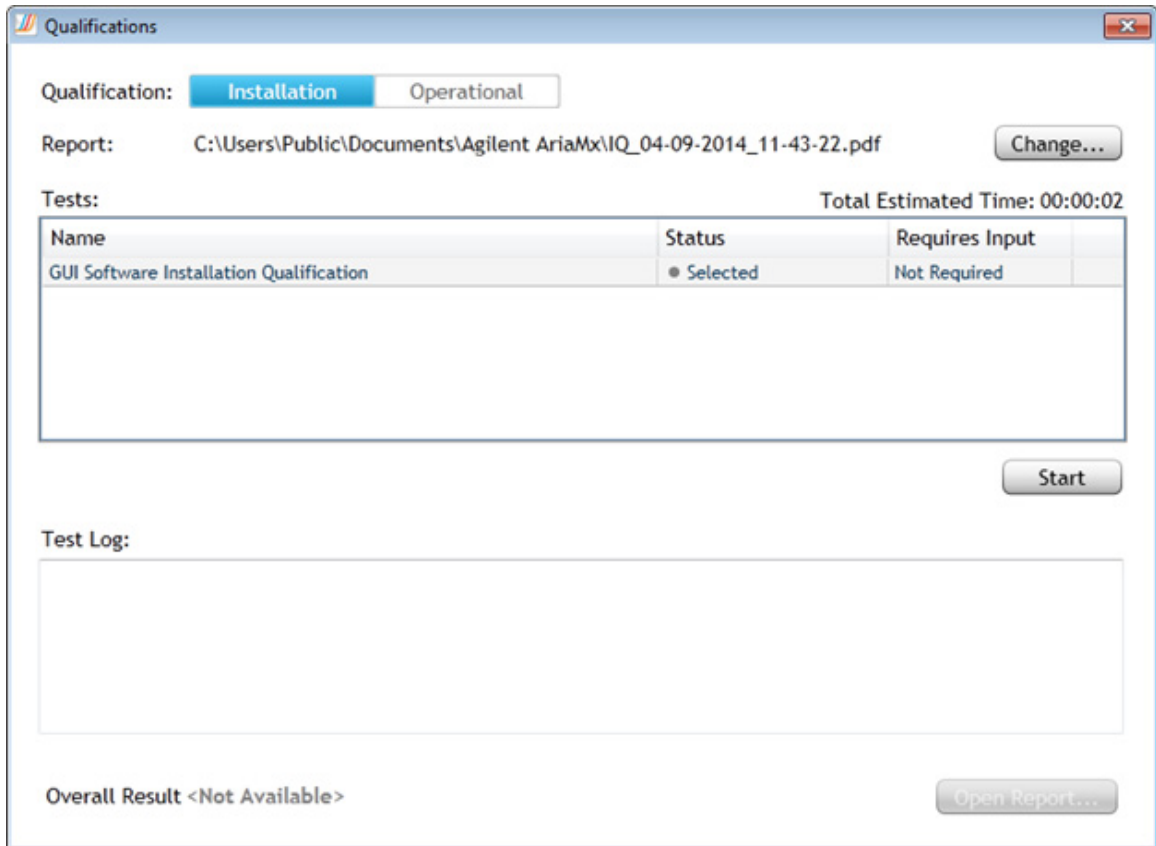 Qualifications
Qualification: Installation Operational
Report: C:\Users\Public\Documents\Agilent AriaMx\IQ_04-09-2014_11-43-22.pdf Change...
Tests: Total Estimated Time: 00:00:02
Name Status Requires Input
GUI Software Installation Qualification Selected Not Required
Start
Test Log:
Overall Result <Not Available> Open Report...